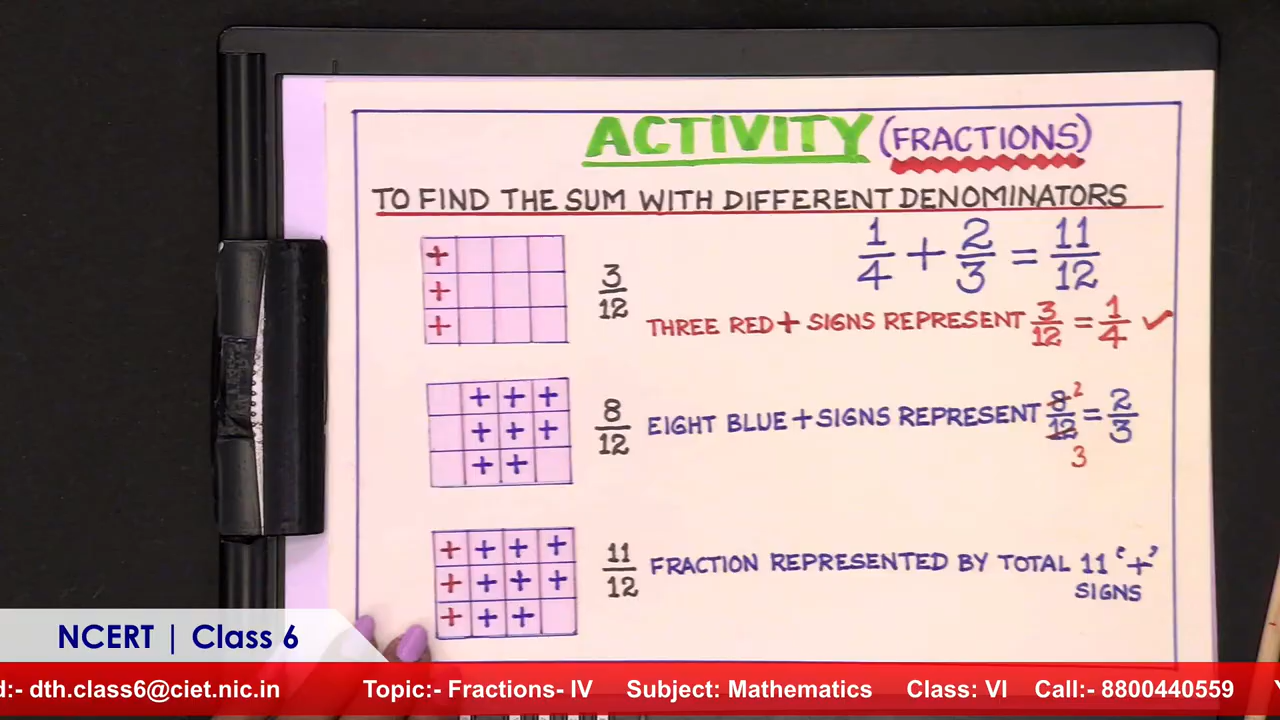 ACTIVITY (FRACTIONS)
TO FIND THE SUM WITH DIFFERENT DENOMINATORS
1/4 + 2/3 = 11/12
+
+
+
3/12
THREE RED + SIGNS REPRESENT 3/12 = 1/4 ✓
+ + +
+ + +
+ +
8/12
EIGHT BLUE + SIGNS REPRESENT 8/12 = 2/3
2
3
+ + + +
+ + + +
+ + +
11/12
FRACTION REPRESENTED BY TOTAL 11 '+'
SIGNS
NCERT | Class 6
d:- dth.class6@ciet.nic.in Topic:- Fractions- IV Subject: Mathematics Class: VI Call:- 8800440559